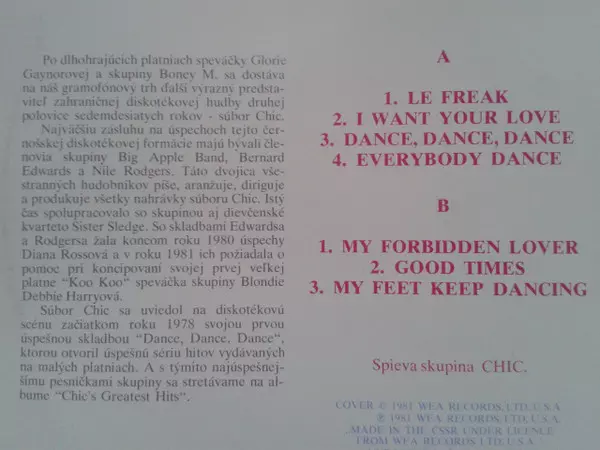 Po dlhohrajúcich platniach speváčky Glorie
Gaynorovej a skupiny Boney M. sa dostáva
na náš gramofónový trh ďalší výrazný predsta-
viteľ zahraničnej diskotékovej hudby druhej
polovice sedemdesiatych rokov - súbor Chic.
Najväčšiu zásluhu na úspechoch tejto čer-
nošskej diskotékovej formácie majú bývalí čle-
novia skupiny Big Apple Band, Bernard
Edwards a Nile Rodgers. Táto dvojica vše-
stranných hudobníkov píše, aranžuje, diriguje
a produkuje všetky nahrávky súboru Chic. Istý
čas spolupracovalo so skupinou aj dievčenské
kvarteto Sister Sledge. So skladbami Edwardsa
a Rodgersa žala koncom roku 1980 úspechy
Diana Rossová a v roku 1981 ich požiadala o
pomoc pri koncipovaní svojej prvej veľkej
platne "Koo Koo" speváčka skupiny Blondie
Debbie Harryová.
Súbor Chic sa uviedol na diskotékovú
scénu začiatkom roku 1978 svojou prvou
úspešnou skladbou "Dance, Dance, Dance",
ktorou otvoril úspešnú sériu hitov vydávaných
na malých platniach. A s týmito najúspešnej-
šími pesničkami skupiny sa stretávame na al-
bume "Chic's Greatest Hits".
A
1. LE FREAK
2. I WANT YOUR LOVE
3. DANCE, DANCE, DANCE
4. EVERYBODY DANCE
B
1. MY FORBIDDEN LOVER
2. GOOD TIMES
3. MY FEET KEEP DANCING
Spieva skupina CHIC.
COVER © 1981 WEA RECORDS, LTD, U.S.A
℗ 1981 WEA RECORDS, LTD, U.S.A.
MADE IN THE CSSR UNDER LICENCE
FROM WEA RECORDS, LTD, U.S.A.